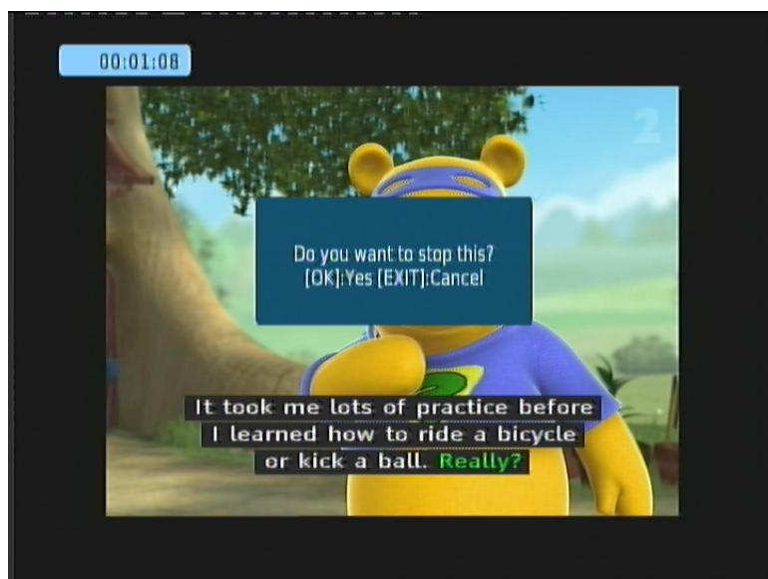 00:01:08
2
Do you want to stop this?
[OK]:Yes [EXIT]:Cancel
It took me lots of practice before
I learned how to ride a bicycle
or kick a ball. Really?